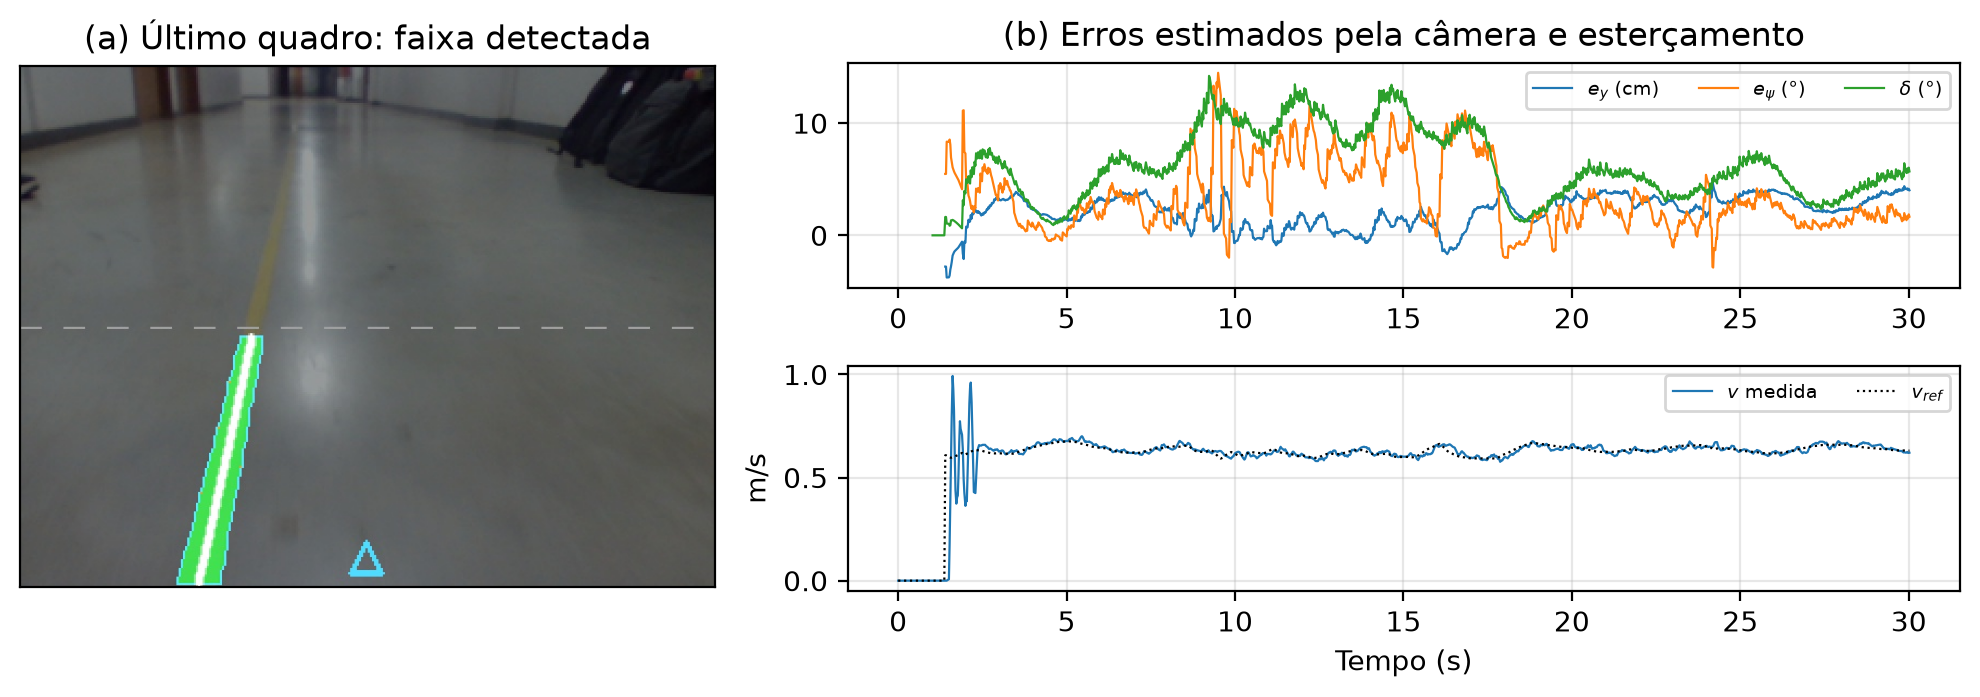 (a) Último quadro: faixa detectada
(b) Erros estimados pela câmera e esterçamento
e_y (cm) e_ψ (°) δ (°)
10
0
0 5 10 15 20 25 30
v medida v_ref
1.0
0.5
0.0
m/s
0 5 10 15 20 25 30
Tempo (s)